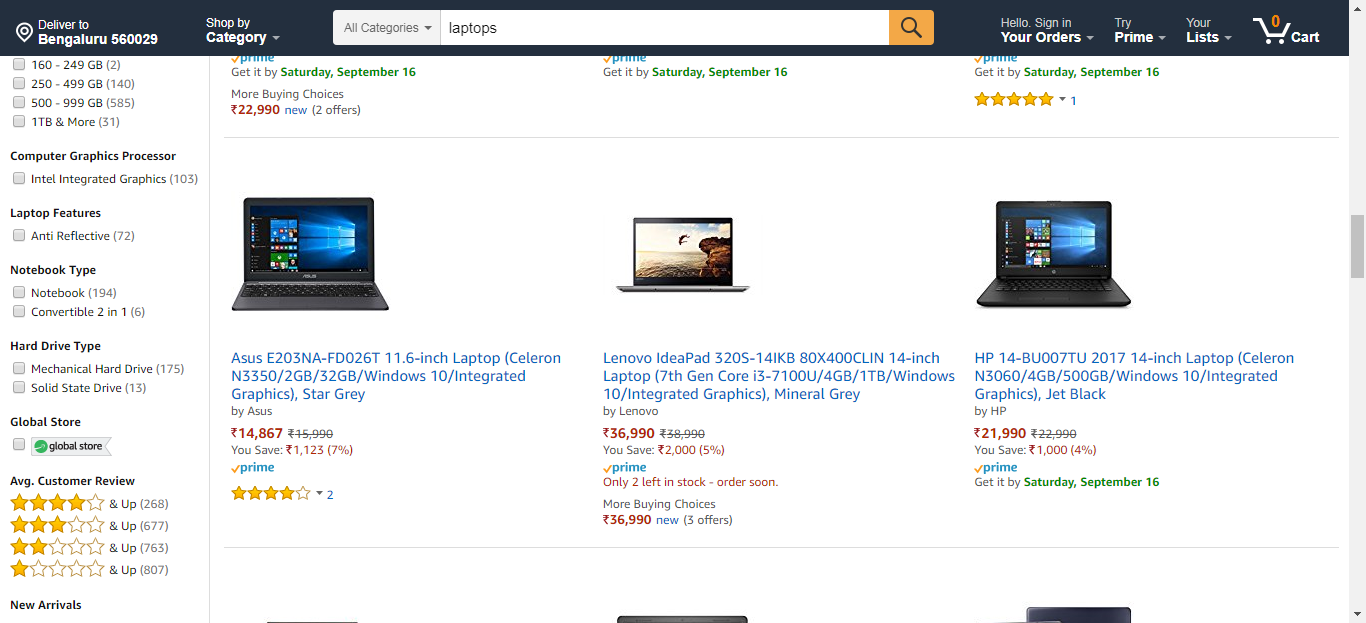 Deliver to
Bengaluru 560029
Shop by
Category
All Categories
laptops
Hello. Sign in
Your Orders
Try
Prime
Your
Lists
0
Cart
160 - 249 GB (2)
250 - 499 GB (140)
500 - 999 GB (585)
1TB & More (31)
Computer Graphics Processor
Intel Integrated Graphics (103)
Laptop Features
Anti Reflective (72)
Notebook Type
Notebook (194)
Convertible 2 in 1 (6)
Hard Drive Type
Mechanical Hard Drive (175)
Solid State Drive (13)
Global Store
global store
Avg. Customer Review
& Up (268)
& Up (677)
& Up (763)
& Up (807)
New Arrivals
prime
Get it by Saturday, September 16
More Buying Choices
₹22,990 new (2 offers)
prime
Get it by Saturday, September 16
prime
Get it by Saturday, September 16
1
ASUS
Asus E203NA-FD026T 11.6-inch Laptop (Celeron
N3350/2GB/32GB/Windows 10/Integrated
Graphics), Star Grey
by Asus
₹14,867 ₹15,990
You Save: ₹1,123 (7%)
prime
2
Lenovo IdeaPad 320S-14IKB 80X400CLIN 14-inch
Laptop (7th Gen Core i3-7100U/4GB/1TB/Windows
10/Integrated Graphics), Mineral Grey
by Lenovo
₹36,990 ₹38,990
You Save: ₹2,000 (5%)
prime
Only 2 left in stock - order soon.
More Buying Choices
₹36,990 new (3 offers)
HP 14-BU007TU 2017 14-inch Laptop (Celeron
N3060/4GB/500GB/Windows 10/Integrated
Graphics), Jet Black
by HP
₹21,990 ₹22,990
You Save: ₹1,000 (4%)
prime
Get it by Saturday, September 16